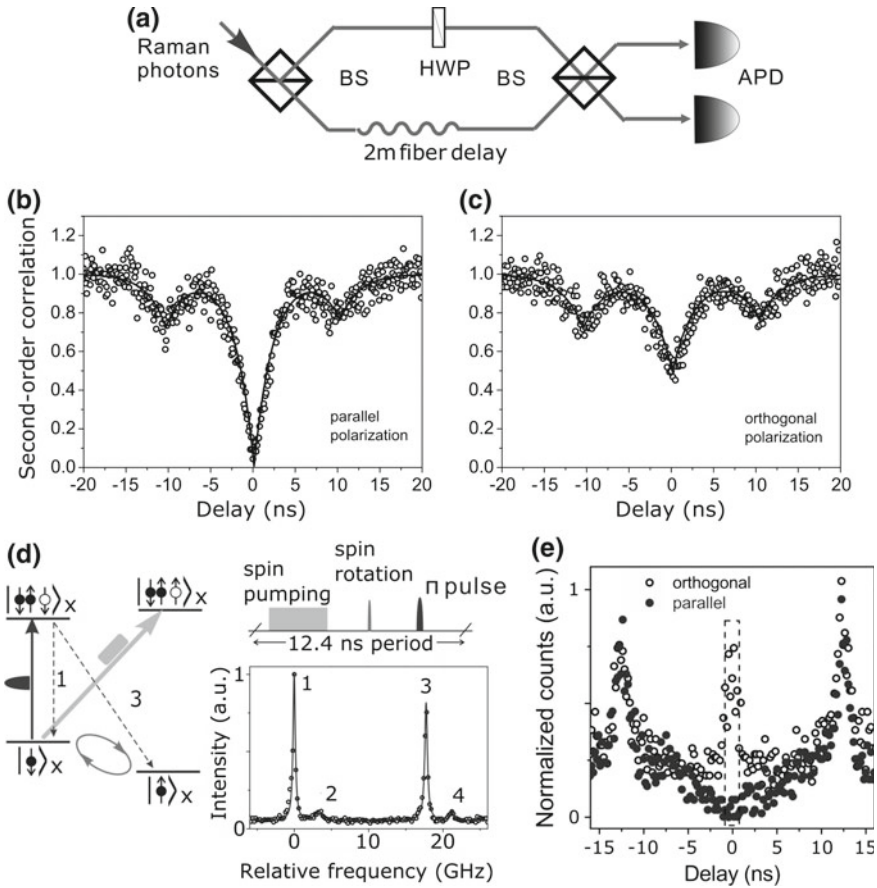 (a)
Raman
photons
BS
HWP
BS
APD
2m fiber delay
(b)
Second-order correlation
1.2
1.0
0.8
0.6
0.4
0.2
0.0
-20 -15 -10 -5 0 5 10 15 20
Delay (ns)
parallel
polarization
(c)
1.2
1.0
0.8
0.6
0.4
0.2
0.0
-20 -15 -10 -5 0 5 10 15 20
Delay (ns)
orthogonal
polarization
(d)
|↓↑↓⟩x
|↓↑↑⟩x
1
3
|↓⟩x
|↑⟩x
spin
pumping
spin
rotation
π pulse
12.4 ns period
Intensity (a.u.)
1
0
1
2
3
4
0 10 20
Relative frequency (GHz)
(e)
Normalized counts (a.u.)
1
0
orthogonal
parallel
-15 -10 -5 0 5 10 15
Delay (ns)